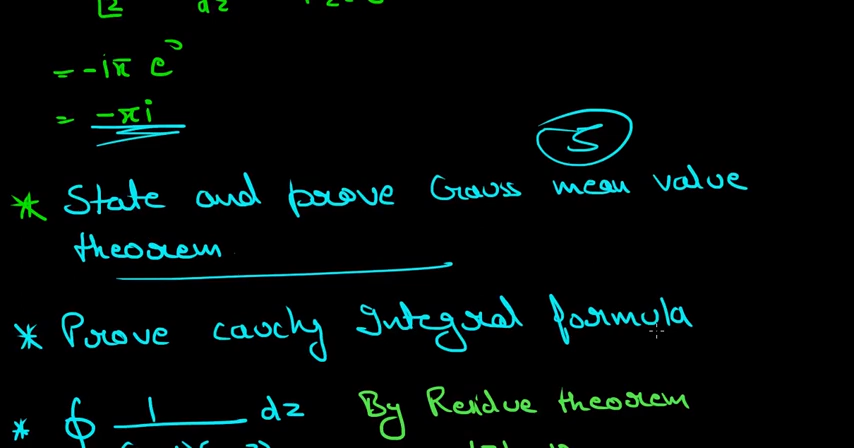 = -iπ e⁰
= -πi
5
* State and prove Gauss mean value
theorem.
* Prove cauchy Integral formula
* ∮ 1 dz By Residue theorem